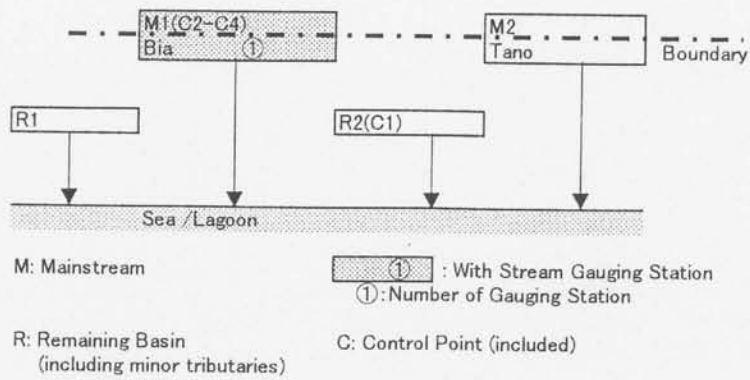 M1(C2-C4)
Bia ①
M2
Tano
Boundary
R1
R2(C1)
Sea /Lagoon
M: Mainstream
① : With Stream Gauging Station
①:Number of Gauging Station
R: Remaining Basin
(including minor tributaries)
C: Control Point (included)